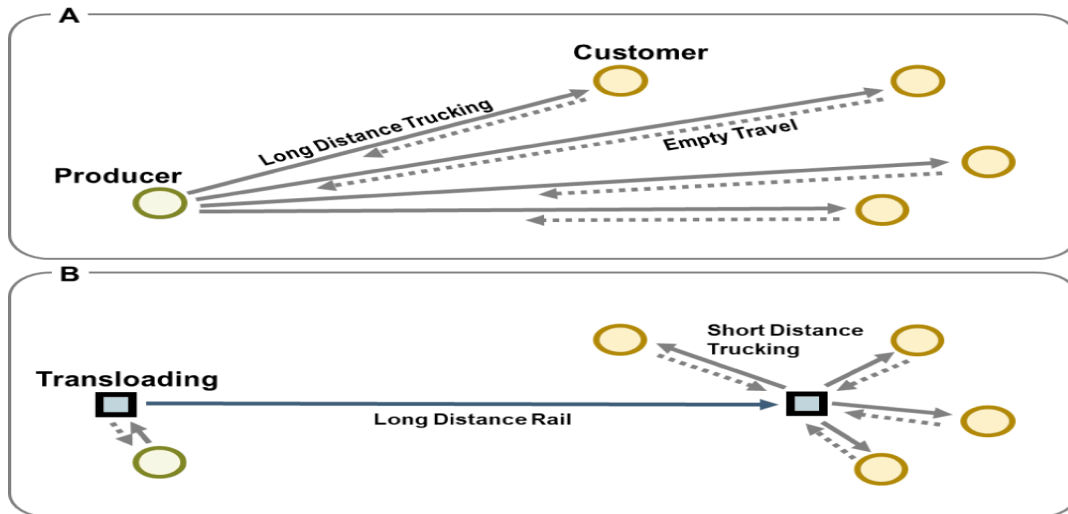 A
Customer
Long Distance Trucking
Empty Travel
Producer
B
Short Distance
Trucking
Transloading
Long Distance Rail